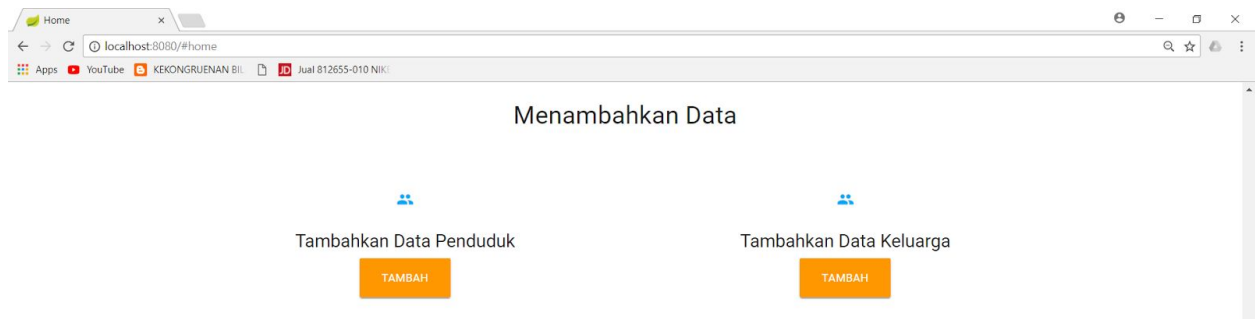 Home
localhost:8080/#home
Apps YouTube KEKONGRUENAN BIL JD Jual 812655-010 NIK
Menambahkan Data
Tambahkan Data Penduduk Tambahkan Data Keluarga
TAMBAH TAMBAH